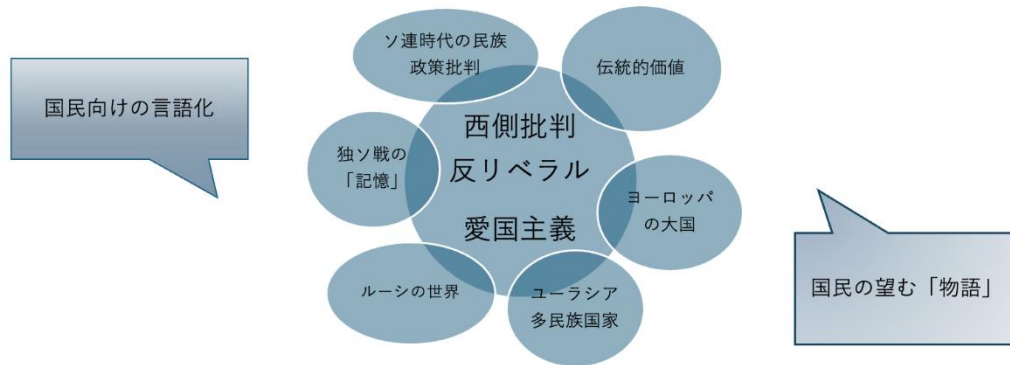 ソ連時代の民族
政策批判
伝統的価値
国民向けの言語化
西側批判
反リベラル
愛国主義
独ソ戦の
「記憶」
ヨーロッパ
の大国
ルーシの世界
ユーラシア
多民族国家
国民の望む「物語」